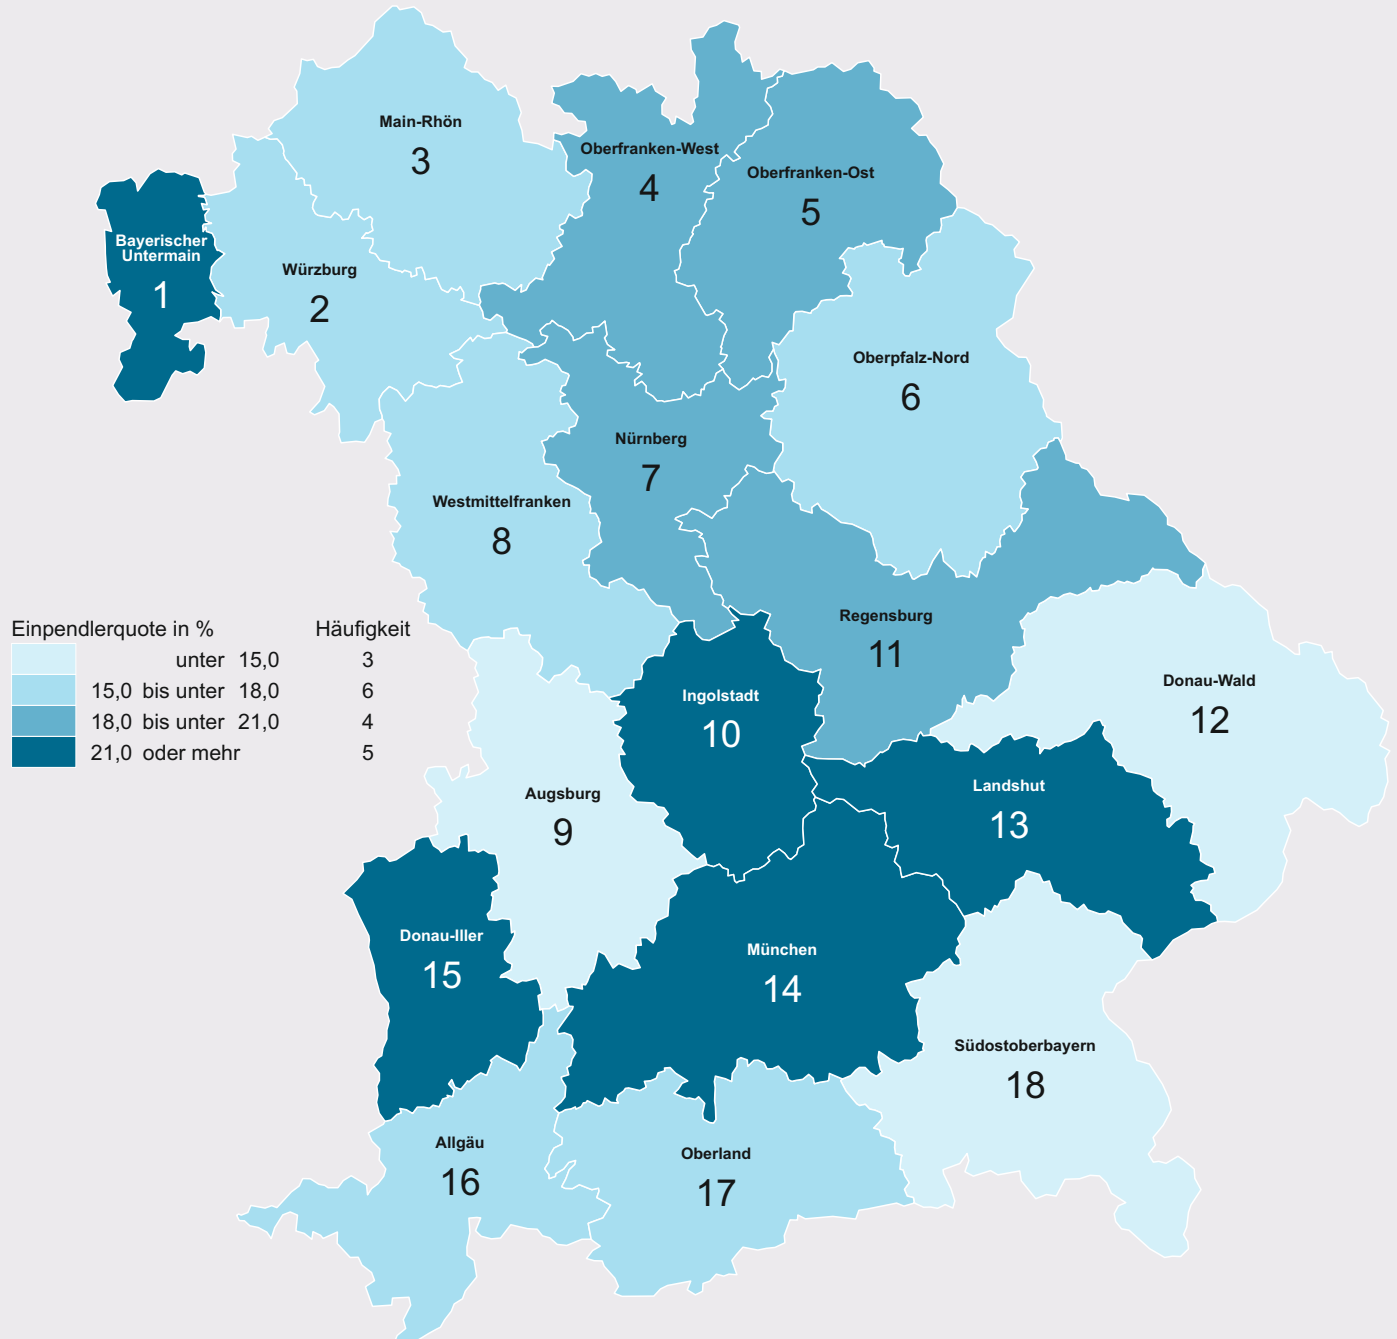 Main-Rhön
3
Oberfranken-West
4
Oberfranken-Ost
5
Bayerischer
Untermain
1
Würzburg
2
Oberpfalz-Nord
6
Nürnberg
7
Westmittelfranken
8
Regensburg
11
Einpendlerquote in % Häufigkeit
unter 15,0 3
15,0 bis unter 18,0 6
18,0 bis unter 21,0 4
21,0 oder mehr 5
Donau-Wald
12
Ingolstadt
10
Landshut
13
Augsburg
9
Donau-Iller
15
München
14
Südostoberbayern
18
Allgäu
16
Oberland
17